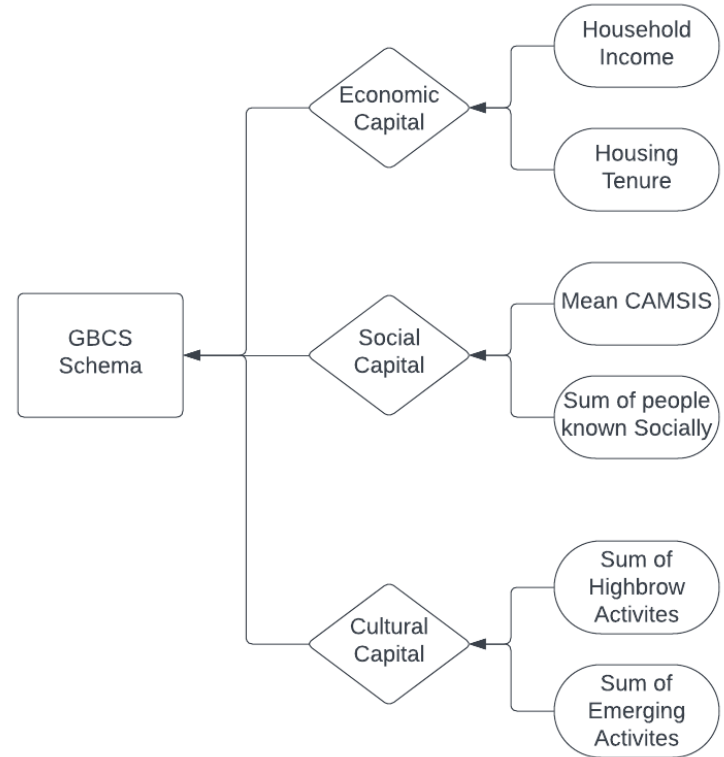 Household
Income
Economic
Capital
Housing
Tenure
Mean CAMSIS
GBCS
Schema
Social
Capital
Sum of people
known Socially
Sum of
Highbrow
Activites
Cultural
Capital
Sum of
Emerging
Activites